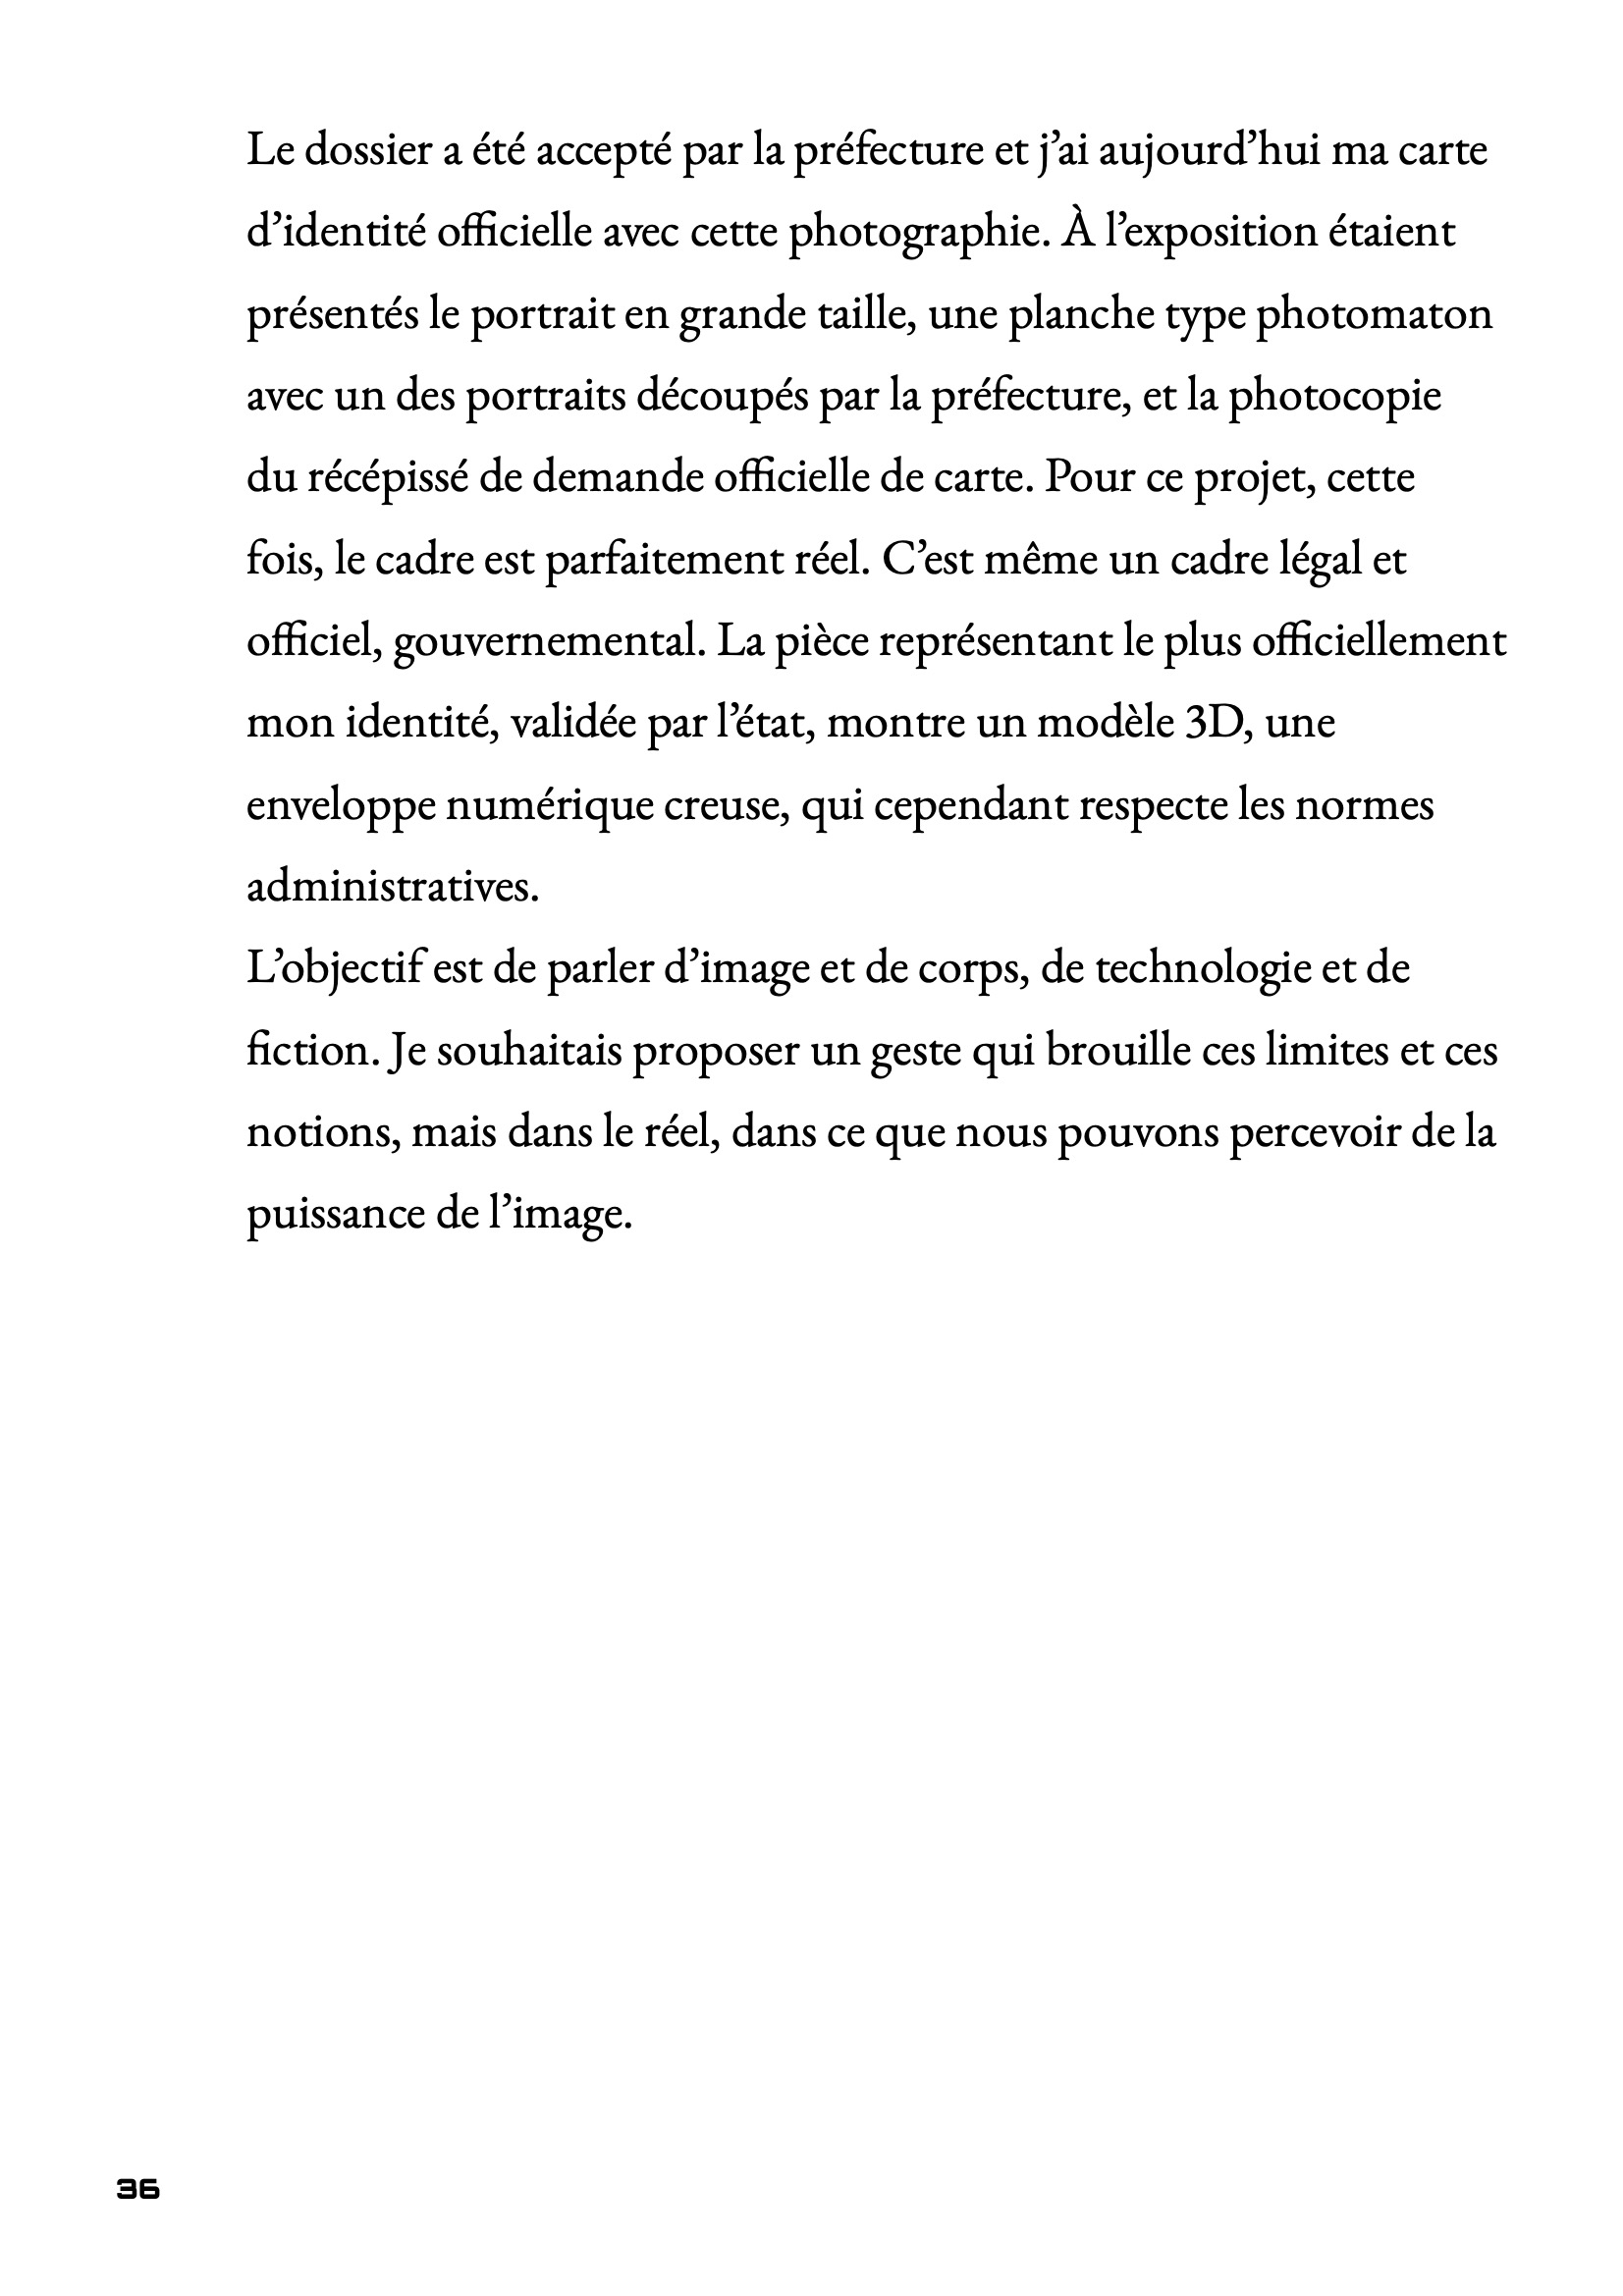 Le dossier a été accepté par la préfecture et j’ai aujourd’hui ma carte
d’identité officielle avec cette photographie. À l’exposition étaient
présentés le portrait en grande taille, une planche type photomaton
avec un des portraits découpés par la préfecture, et la photocopie
du récépissé de demande officielle de carte. Pour ce projet, cette
fois, le cadre est parfaitement réel. C’est même un cadre légal et
officiel, gouvernemental. La pièce représentant le plus officiellement
mon identité, validée par l’état, montre un modèle 3D, une
enveloppe numérique creuse, qui cependant respecte les normes
administratives.
L’objectif est de parler d’image et de corps, de technologie et de
fiction. Je souhaitais proposer un geste qui brouille ces limites et ces
notions, mais dans le réel, dans ce que nous pouvons percevoir de la
puissance de l’image.
36